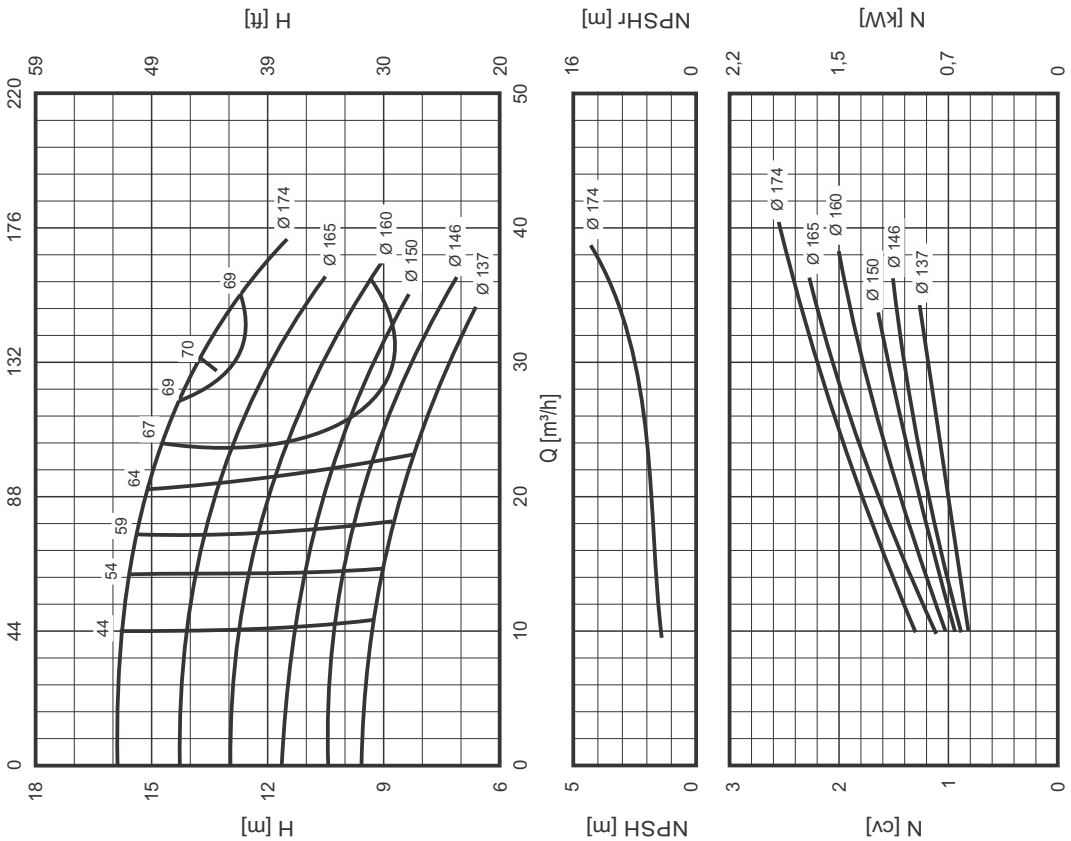 0 44 88 132 176 220
18 59
15 49
12 39
9 30
6 20
H [m]
H [ft]
44 54 59 64 67 69 70 69
Ø 174
Ø 165
Ø 160
Ø 150
Ø 146
Ø 137
0 10 20 30 40 50
Q [m³/h]
5 16
0 0
NPSH [m]
NPSHr [m]
Ø 174
3 2,2
2 1,5
1 0,7
0 0
N [cv]
N [kW]
Ø 174
Ø 165
Ø 160
Ø 150
Ø 146
Ø 137